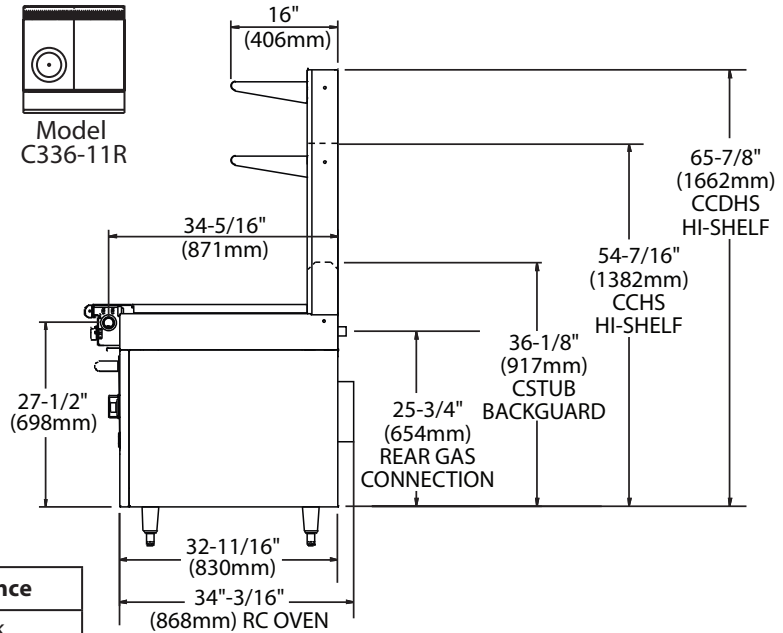 16"
(406mm)
Model
C336-11R
65-7/8"
(1662mm)
CCDHS
HI-SHELF
34-5/16"
(871mm)
54-7/16"
(1382mm)
CCHS
HI-SHELF
36-1/8"
(917mm)
CSTUB
BACKGUARD
27-1/2"
(698mm)
25-3/4"
(654mm)
REAR GAS
CONNECTION
32-11/16"
(830mm)
34"-3/16"
(868mm) RC OVEN